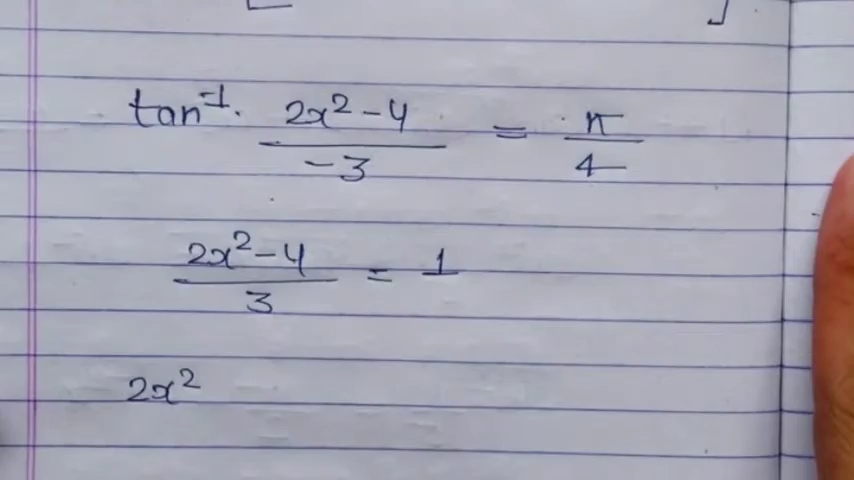 tan⁻¹. (2x² - 4)/(-3) = π/4
(2x² - 4)/3 = 1
2x²